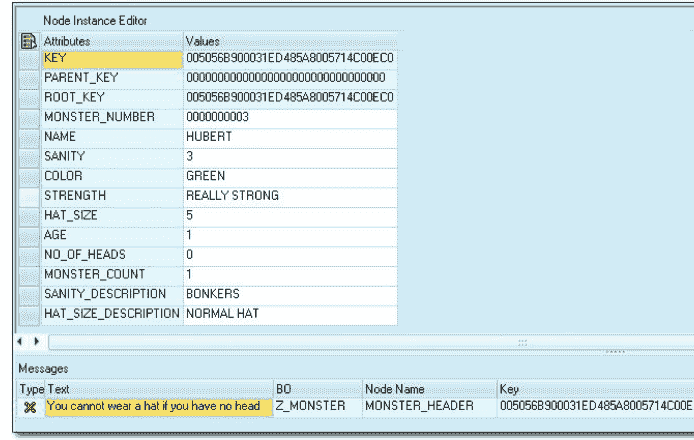 Node Instance Editor
Attributes Values
KEY 005056B900031ED485A8005714C00EC0
PARENT_KEY 00000000000000000000000000000000
ROOT_KEY 005056B900031ED485A8005714C00EC0
MONSTER_NUMBER 0000000003
NAME HUBERT
SANITY 3
COLOR GREEN
STRENGTH REALLY STRONG
HAT_SIZE 5
AGE 1
NO_OF_HEADS 0
MONSTER_COUNT 1
SANITY_DESCRIPTION BONKERS
HAT_SIZE_DESCRIPTION NORMAL HAT
Messages
Type Text BO Node Name Key
You cannot wear a hat if you have no head Z_MONSTER MONSTER_HEADER 005056B900031ED485A8005714C00E